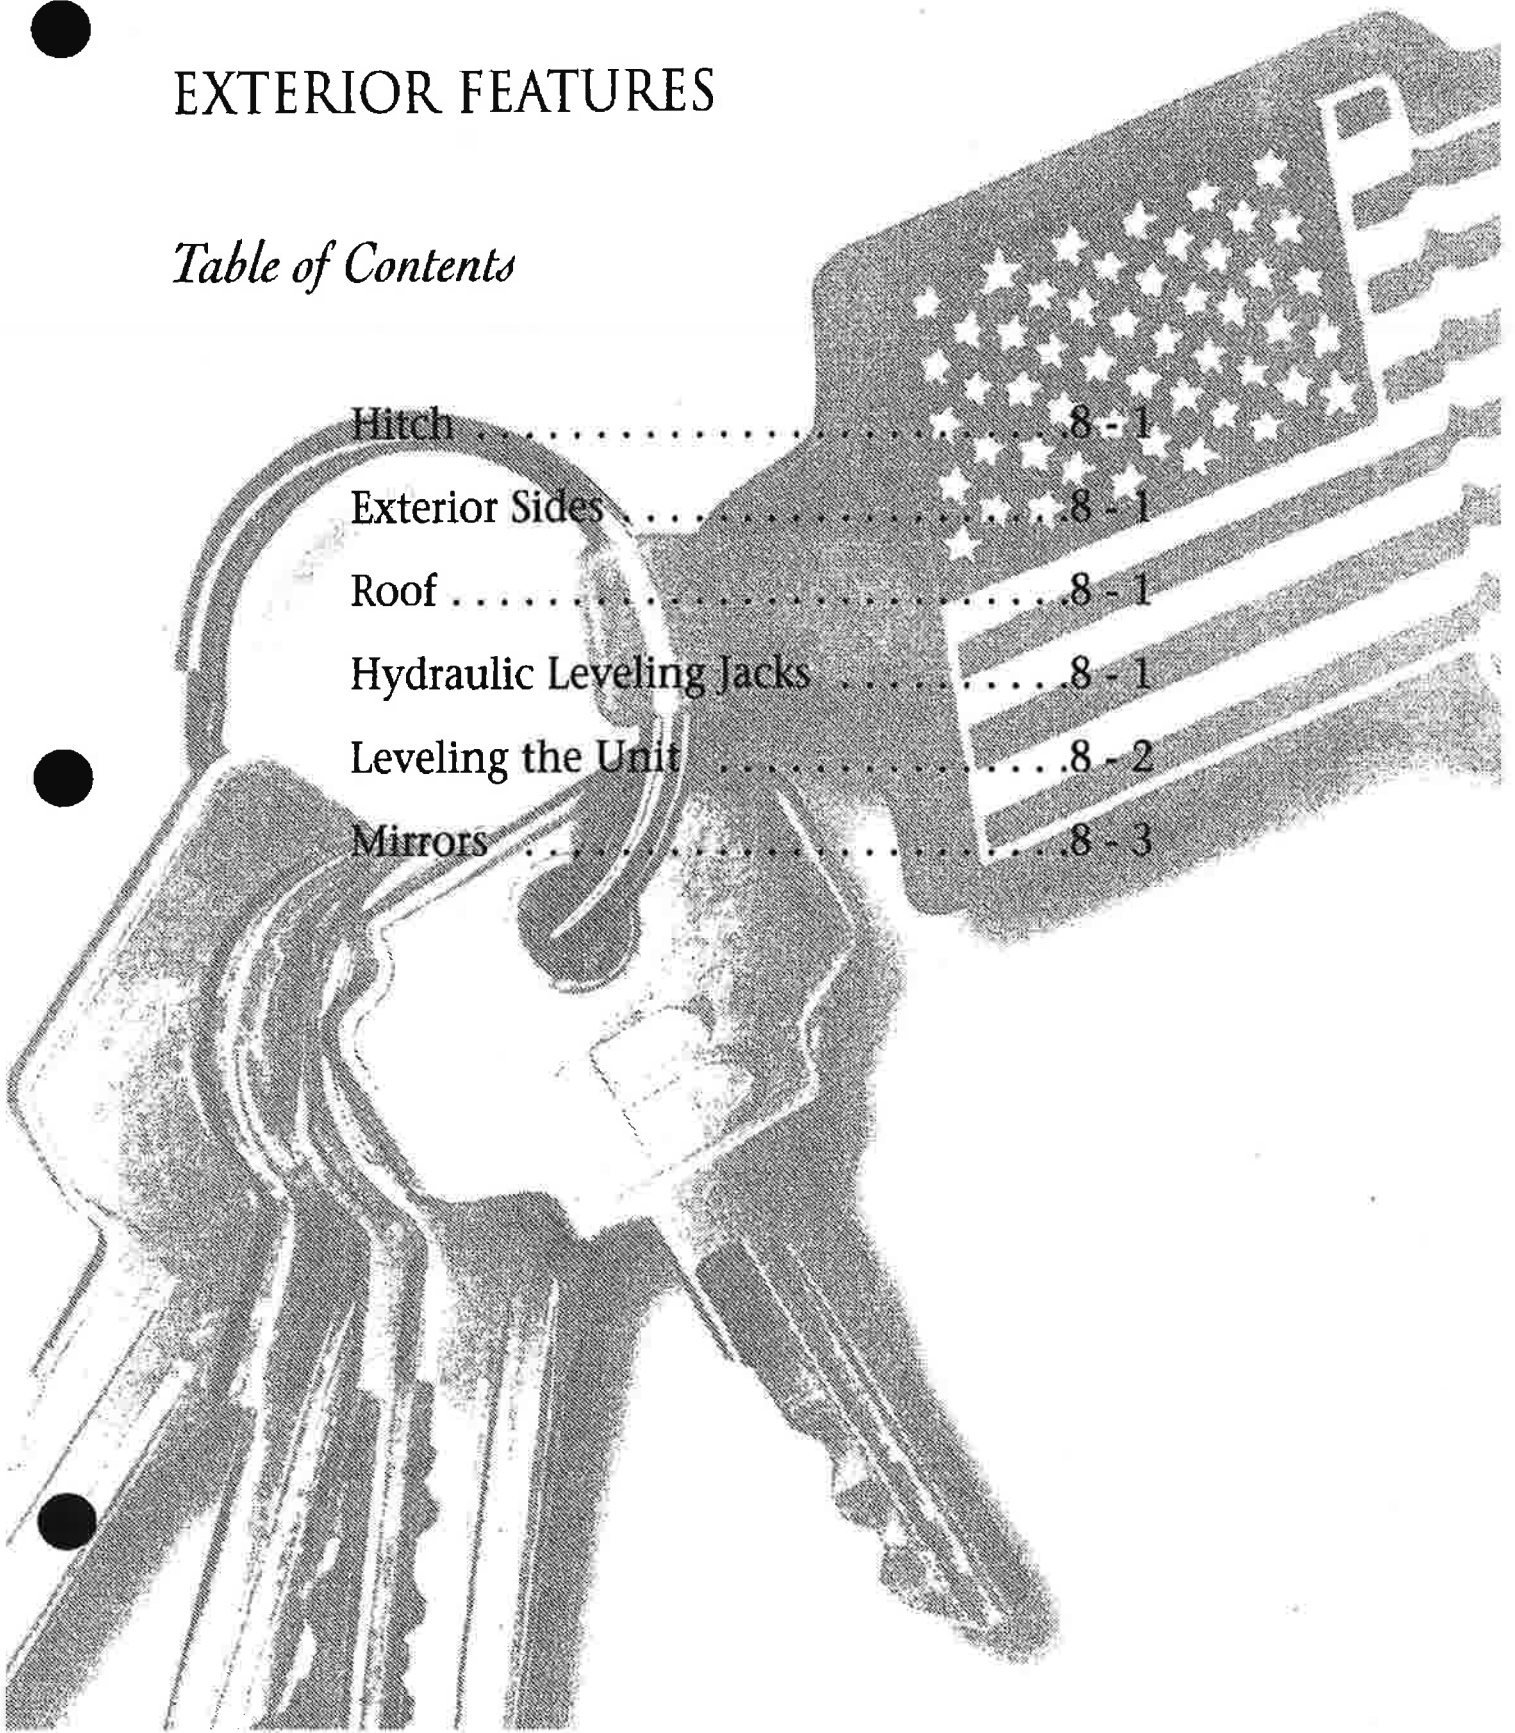 EXTERIOR FEATURES
Table of Contents
Hitch . . . . . . . . . . . . . . . . . . . . . . . . .8 - 1
Exterior Sides . . . . . . . . . . . . . . . . . . .8 - 1
Roof . . . . . . . . . . . . . . . . . . . . . . . . . .8 - 1
Hydraulic Leveling Jacks . . . . . . . . . .8 - 1
Leveling the Unit . . . . . . . . . . . . . . .8 - 2
Mirrors . . . . . . . . . . . . . . . . . . . . . . .8 - 3